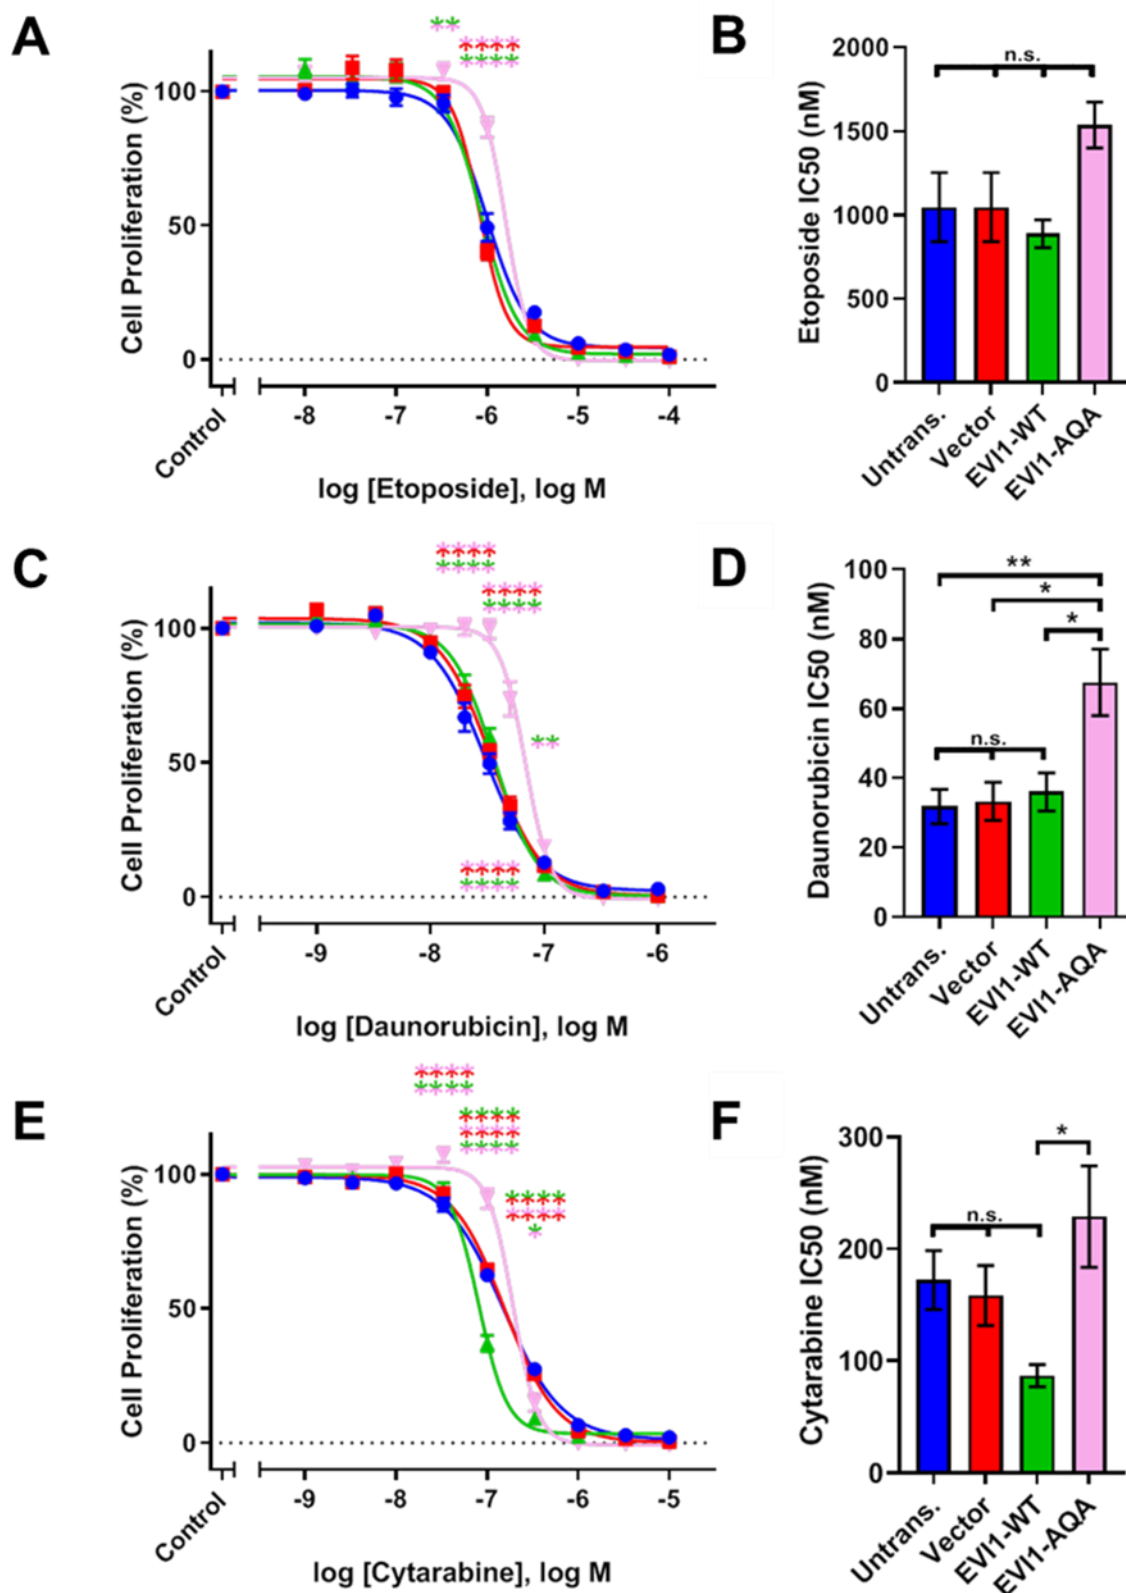 A
B
**
****
****
Cell Proliferation (%)
100
50
0
Control
-8
-7
-6
-5
-4
log [Etoposide], log M
Etoposide IC50 (nM)
2000
1500
1000
500
0
n.s.
Untrans.
Vector
EVI1-WT
EVI1-AQA
C
D
****
****
****
****
**
****
****
Cell Proliferation (%)
100
50
0
Control
-9
-8
-7
-6
log [Daunorubicin], log M
Daunorubicin IC50 (nM)
100
80
60
40
20
0
**
*
*
n.s.
Untrans.
Vector
EVI1-WT
EVI1-AQA
E
F
****
****
****
****
****
****
****
*
Cell Proliferation (%)
100
50
0
Control
-9
-8
-7
-6
-5
log [Cytarabine], log M
Cytarabine IC50 (nM)
300
200
100
0
*
n.s.
Untrans.
Vector
EVI1-WT
EVI1-AQA